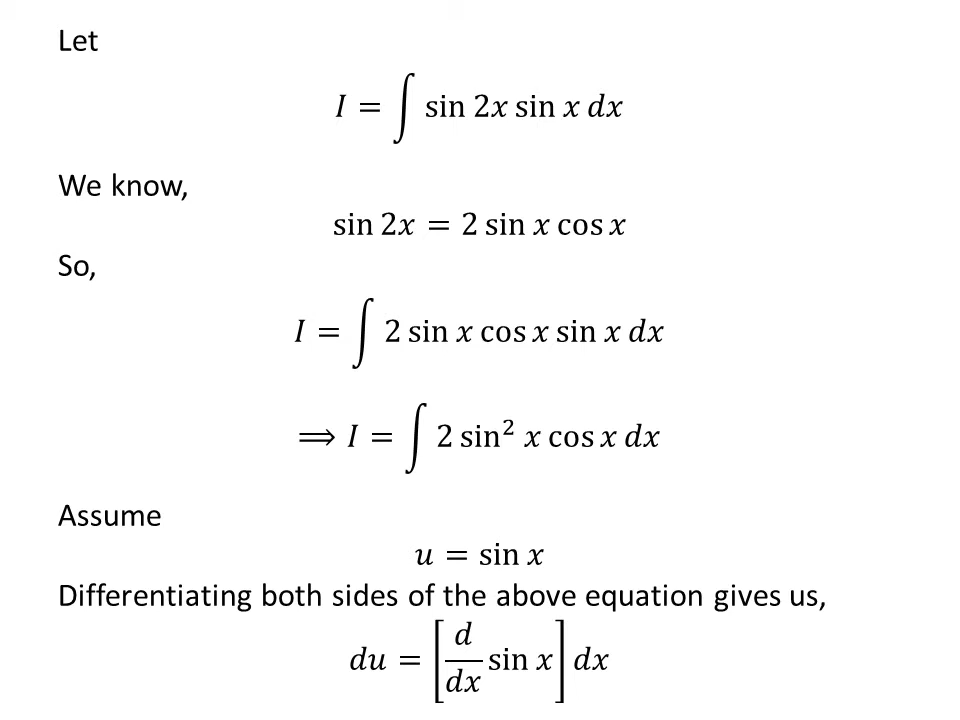 Let
I = ∫ sin 2x sin x dx
We know,
sin 2x = 2 sin x cos x
So,
I = ∫ 2 sin x cos x sin x dx
⟹ I = ∫ 2 sin² x cos x dx
Assume
u = sin x
Differentiating both sides of the above equation gives us,
du = [d/dx sin x] dx